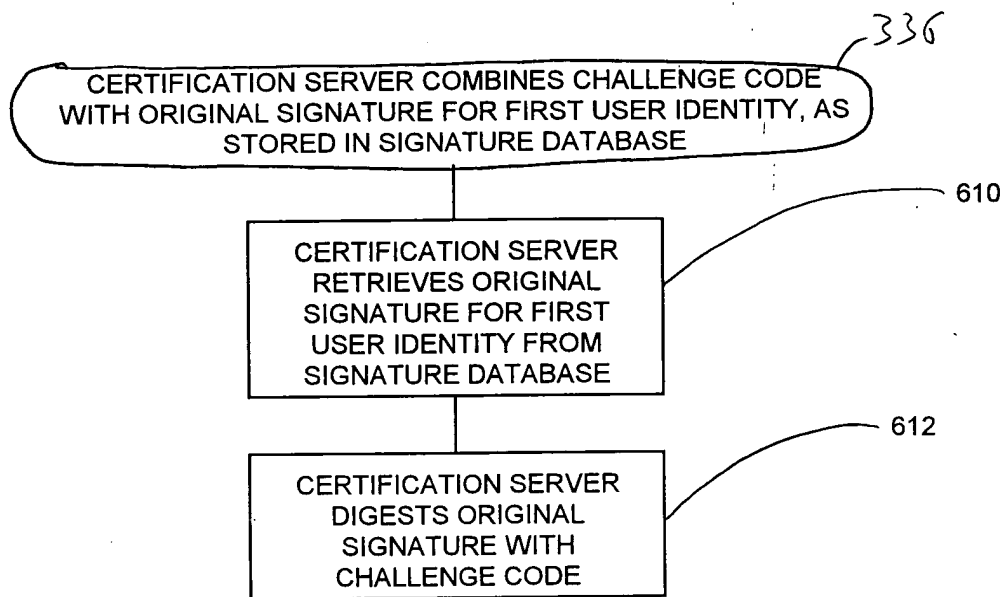 336
CERTIFICATION SERVER COMBINES CHALLENGE CODE
WITH ORIGINAL SIGNATURE FOR FIRST USER IDENTITY, AS
STORED IN SIGNATURE DATABASE
610
CERTIFICATION SERVER
RETRIEVES ORIGINAL
SIGNATURE FOR FIRST
USER IDENTITY FROM
SIGNATURE DATABASE
612
CERTIFICATION SERVER
DIGESTS ORIGINAL
SIGNATURE WITH
CHALLENGE CODE